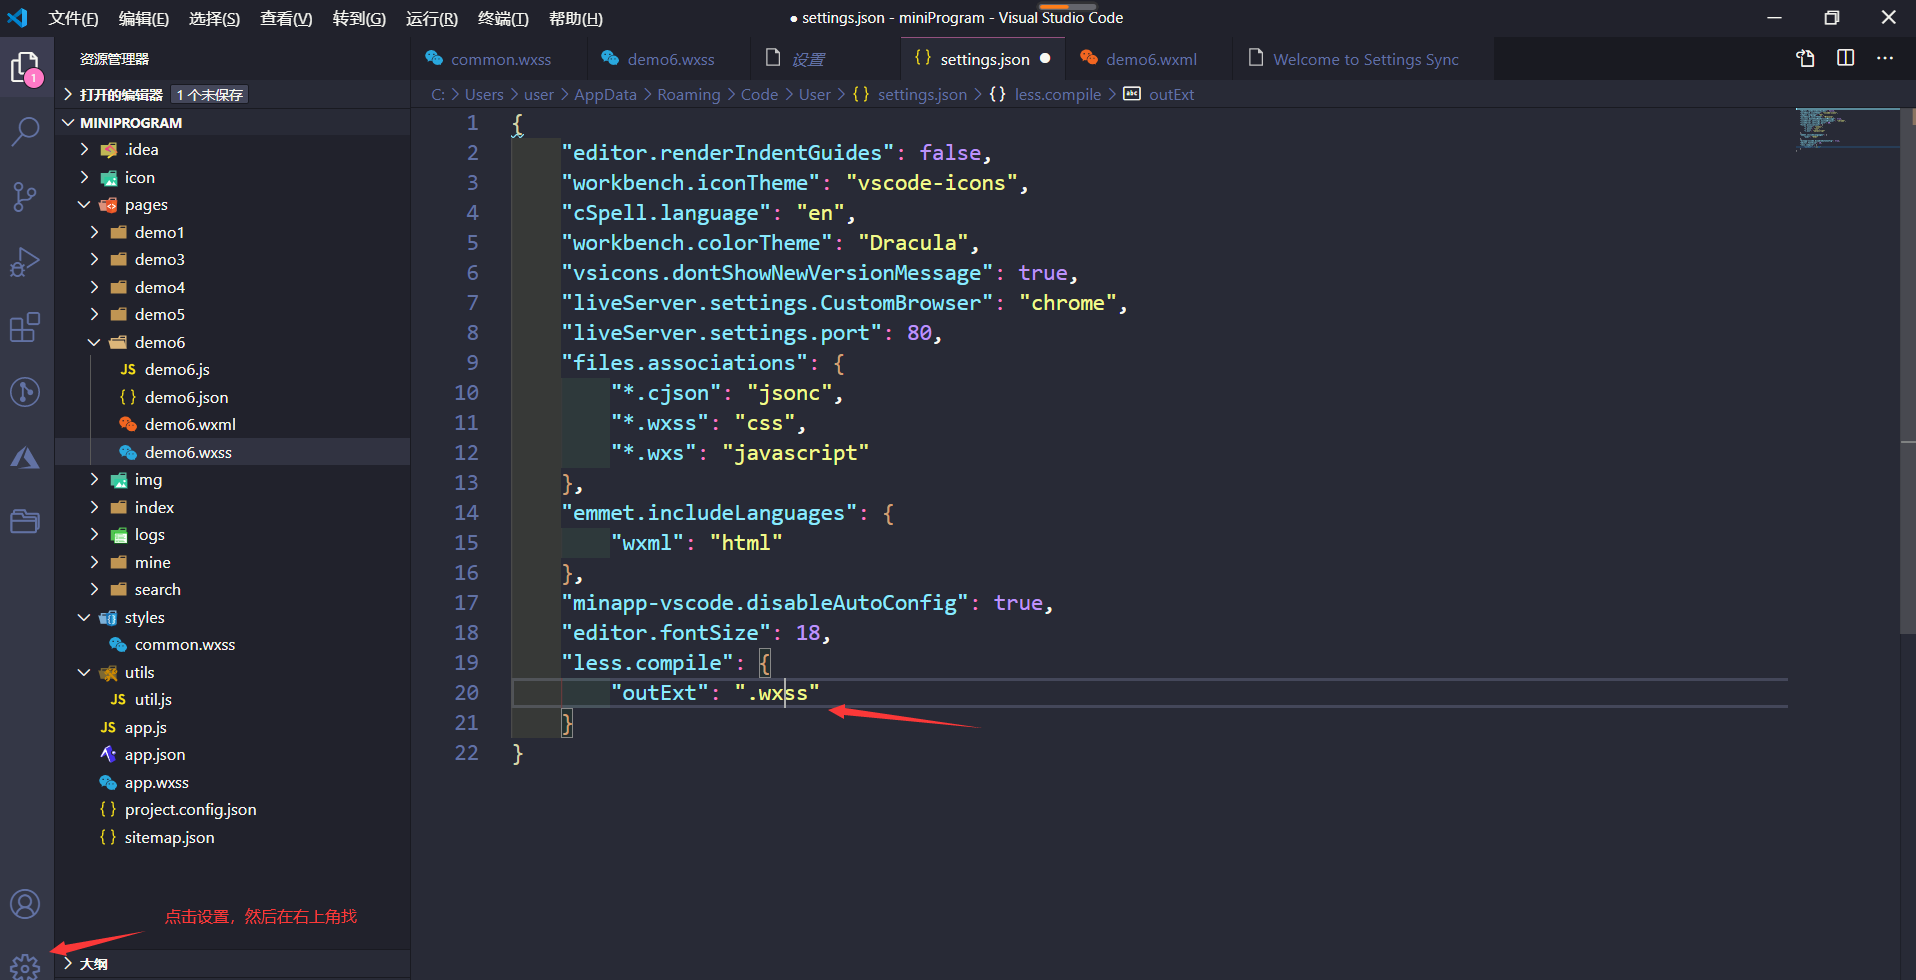 文件(F) 编辑(E) 选择(S) 查看(V) 转到(G) 运行(R) 终端(T) 帮助(H) ● settings.json - miniProgram - Visual Studio Code
资源管理器
common.wxss demo6.wxss 设置 {} settings.json ● demo6.wxml Welcome to Settings Sync
1
打开的编辑器 1 个未保存
C: > Users > user > AppData > Roaming > Code > User > {} settings.json > {} less.compile > abc outExt
MINIPROGRAM
.idea
icon
pages
demo1
demo3
demo4
demo5
demo6
JS demo6.js
{} demo6.json
demo6.wxml
demo6.wxss
img
index
logs
mine
search
styles
common.wxss
utils
JS util.js
JS app.js
app.json
app.wxss
{} project.config.json
{} sitemap.json
点击设置，然后在右上角找
大纲
1 {
2 "editor.renderIndentGuides": false,
3 "workbench.iconTheme": "vscode-icons",
4 "cSpell.language": "en",
5 "workbench.colorTheme": "Dracula",
6 "vsicons.dontShowNewVersionMessage": true,
7 "liveServer.settings.CustomBrowser": "chrome",
8 "liveServer.settings.port": 80,
9 "files.associations": {
10 "*.cjson": "jsonc",
11 "*.wxss": "css",
12 "*.wxs": "javascript"
13 },
14 "emmet.includeLanguages": {
15 "wxml": "html"
16 },
17 "minapp-vscode.disableAutoConfig": true,
18 "editor.fontSize": 18,
19 "less.compile": {
20 "outExt": ".wxss"
21 }
22 }